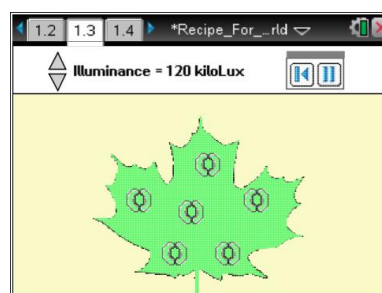 1.2 1.3 1.4 *Recipe_For_...rld
Illuminance = 120 kiloLux